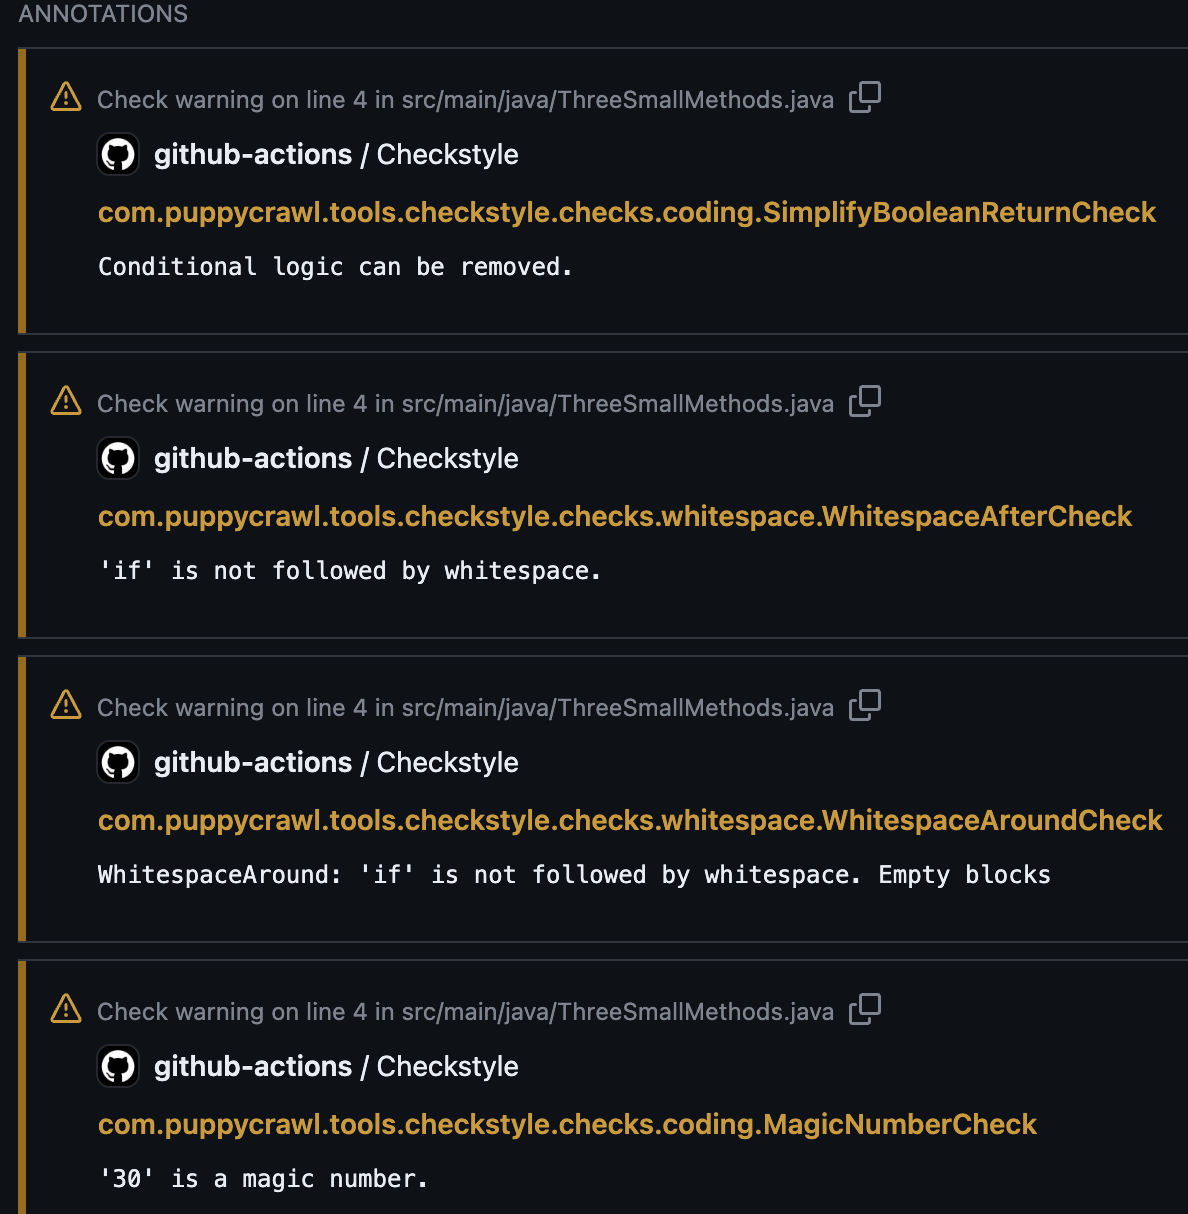 ANNOTATIONS
Check warning on line 4 in src/main/java/ThreeSmallMethods.java
github-actions / Checkstyle
com.puppycrawl.tools.checkstyle.checks.coding.SimplifyBooleanReturnCheck
Conditional logic can be removed.
Check warning on line 4 in src/main/java/ThreeSmallMethods.java
github-actions / Checkstyle
com.puppycrawl.tools.checkstyle.checks.whitespace.WhitespaceAfterCheck
'if' is not followed by whitespace.
Check warning on line 4 in src/main/java/ThreeSmallMethods.java
github-actions / Checkstyle
com.puppycrawl.tools.checkstyle.checks.whitespace.WhitespaceAroundCheck
WhitespaceAround: 'if' is not followed by whitespace. Empty blocks
Check warning on line 4 in src/main/java/ThreeSmallMethods.java
github-actions / Checkstyle
com.puppycrawl.tools.checkstyle.checks.coding.MagicNumberCheck
'30' is a magic number.